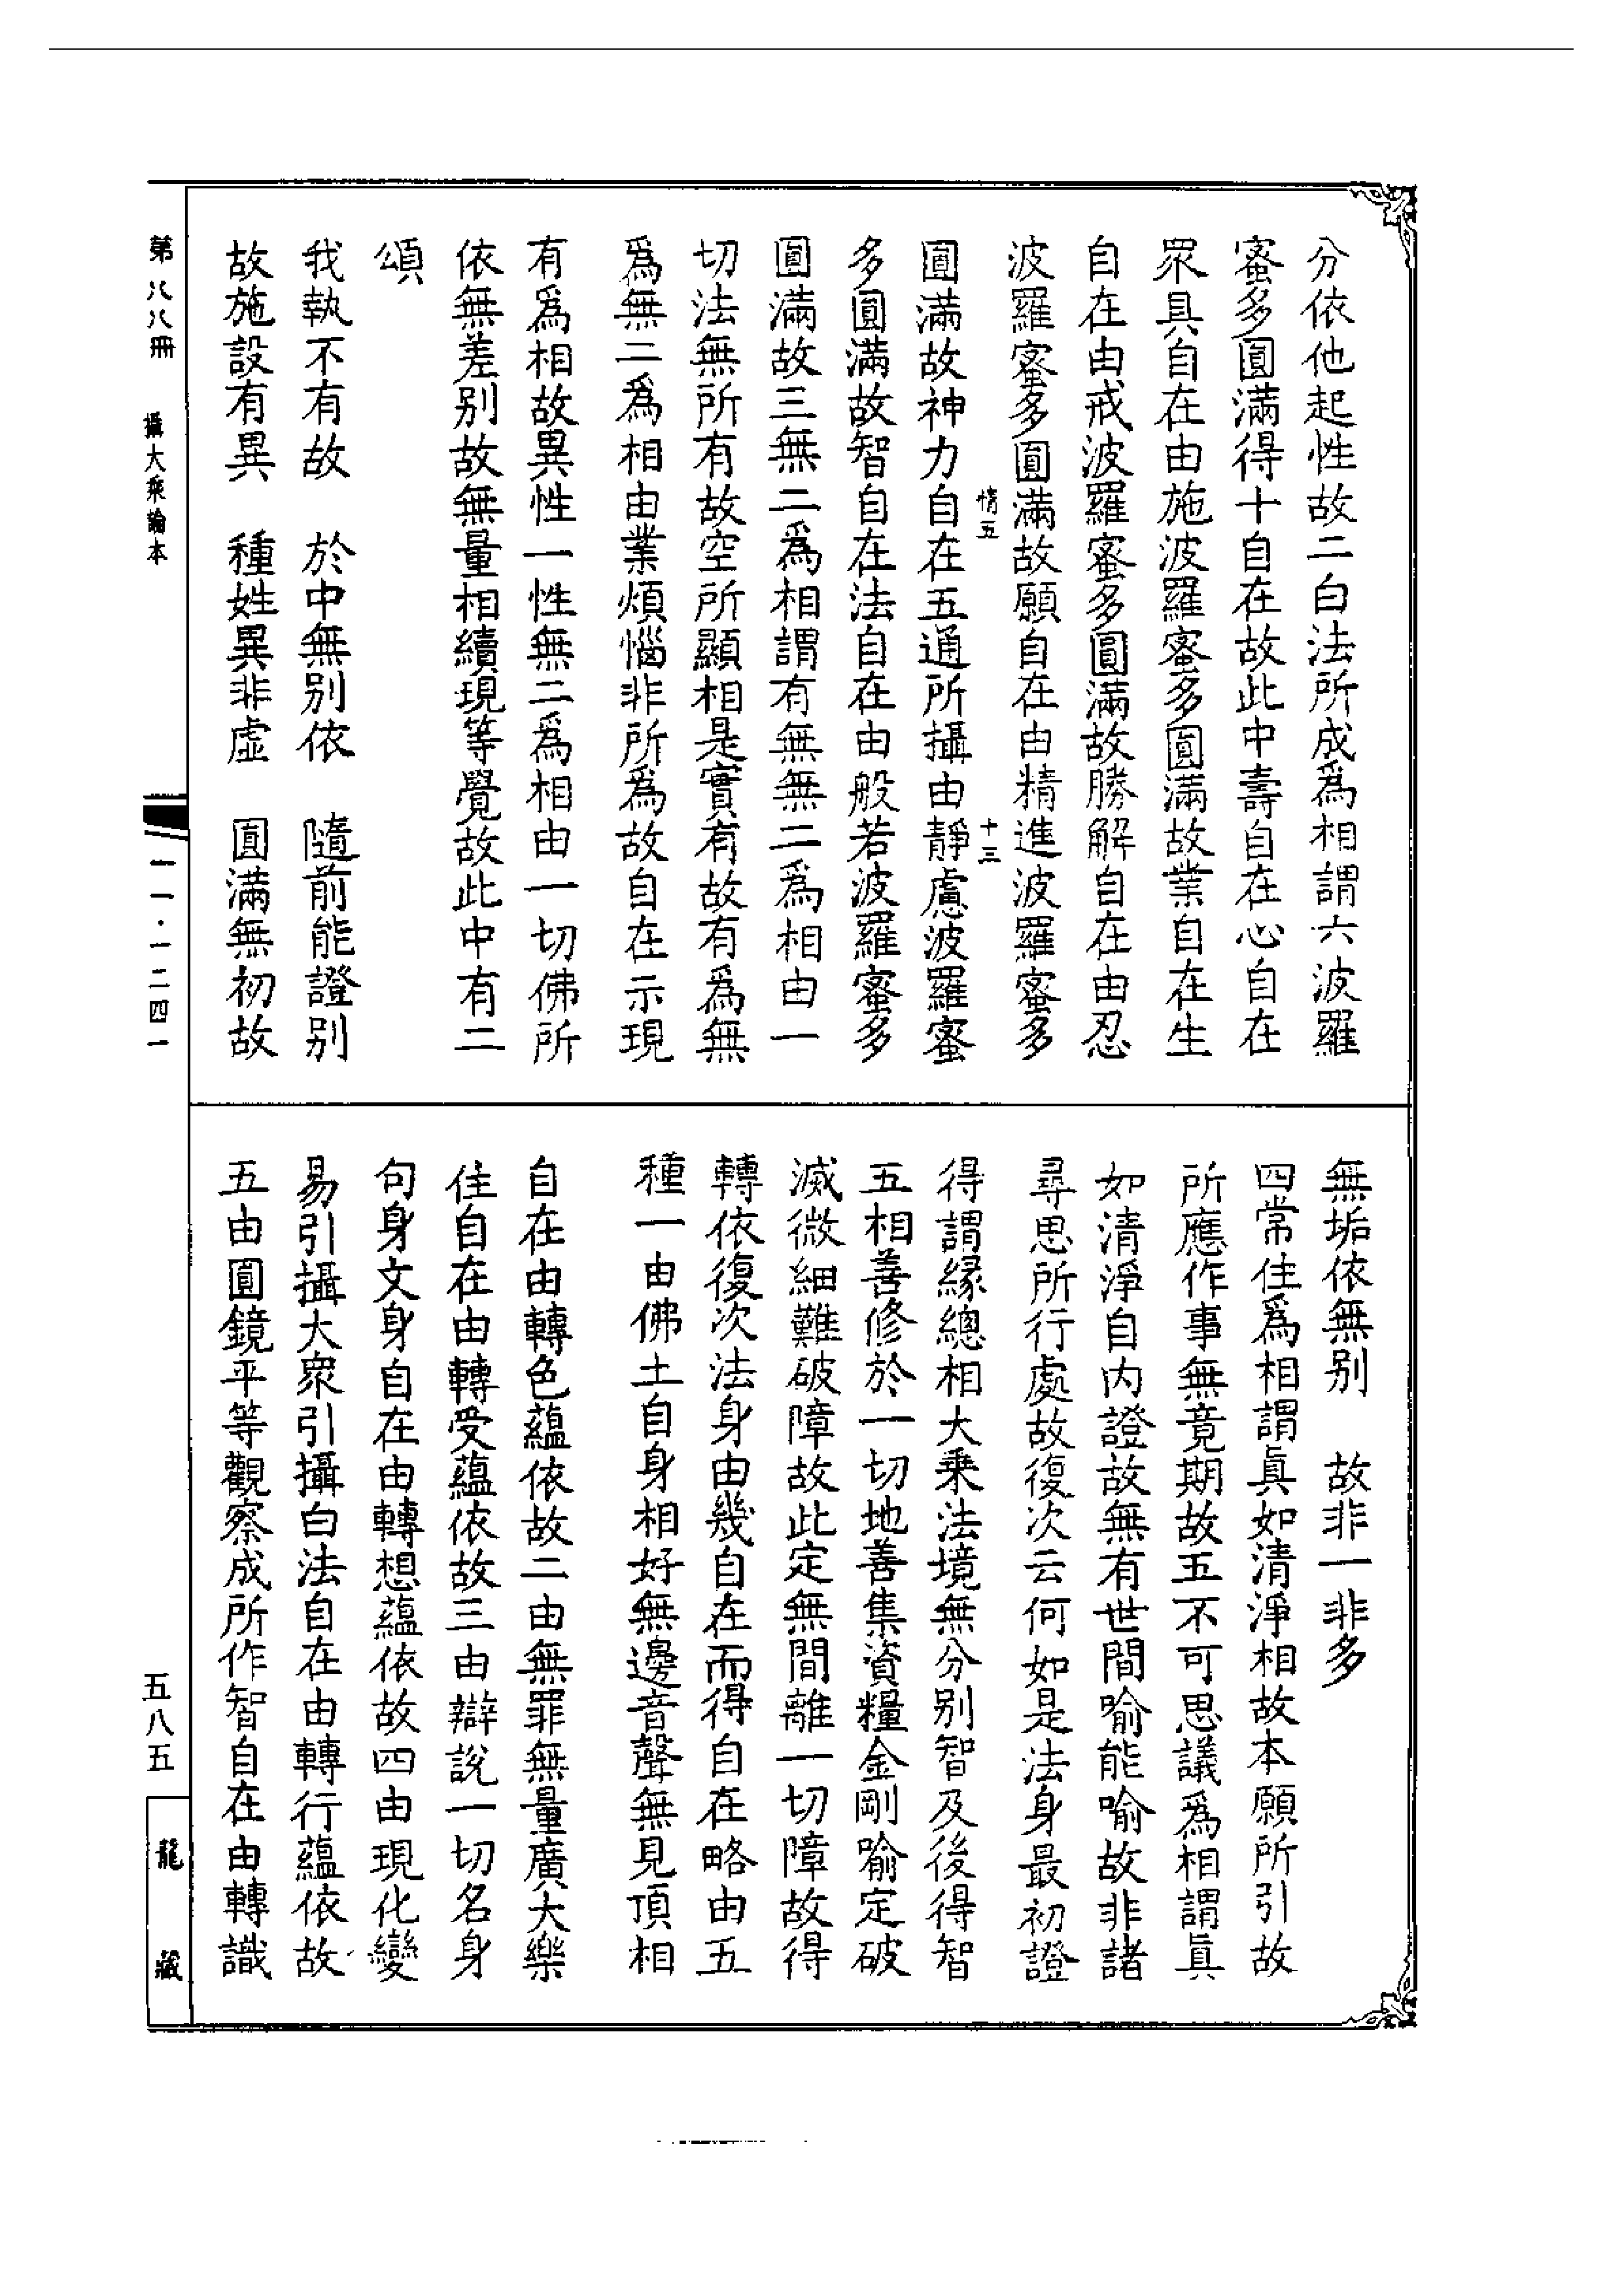 分依他起性故二白法所成爲相謂六波羅
蜜多圓滿得十自在故此中壽自在心自在
眾具自在由施波羅蜜多圓滿故業自在生
自在由戒波羅蜜多圓滿故勝解自在由忍
波羅蜜多圓滿故願自在由精進波羅蜜多
情五 十三
圓滿故神力自在五通所攝由靜慮波羅蜜
多圓滿故智自在法自在由般若波羅蜜多
圓滿故三無二爲相謂有無無二爲相由一
切法無所有故空所顯相是實有故有爲無
爲無二爲相由業煩惱非所爲故自在示現
有爲相故異性一性無二爲相由一切佛所
依無差别故無量相續現等覺故此中有二
頌
我執不有故 於中無别依 隨前能證别
故施設有異 種姓異非虛 圓滿無初故
無垢依無别 故非一非多
四常住爲相謂眞如清淨相故本願所引故
所應作事無竟期故五不可思議爲相謂眞
如清淨自内證故無有世間喻能喻故非諸
尋思所行處故復次云何如是法身最初證
得謂緣總相大乘法境無分别智及後得智
五相善修於一切地善集資糧金剛喻定破
滅微細難破障故此定無間離一切障故得
轉依復次法身由幾自在而得自在略由五
種一由佛土自身相好無邊音聲無見頂相
自在由轉色蘊依故二由無罪無量廣大樂
住自在由轉受蘊依故三由辯說一切名身
句身文身自在由轉想蘊依故四由現化變
易引攝大衆引攝白法自在由轉行蘊依故
五由圓鏡平等觀察成所作智自在由轉識
第八八冊 攝大乘論本 一一·一二四一 五八五 龍藏